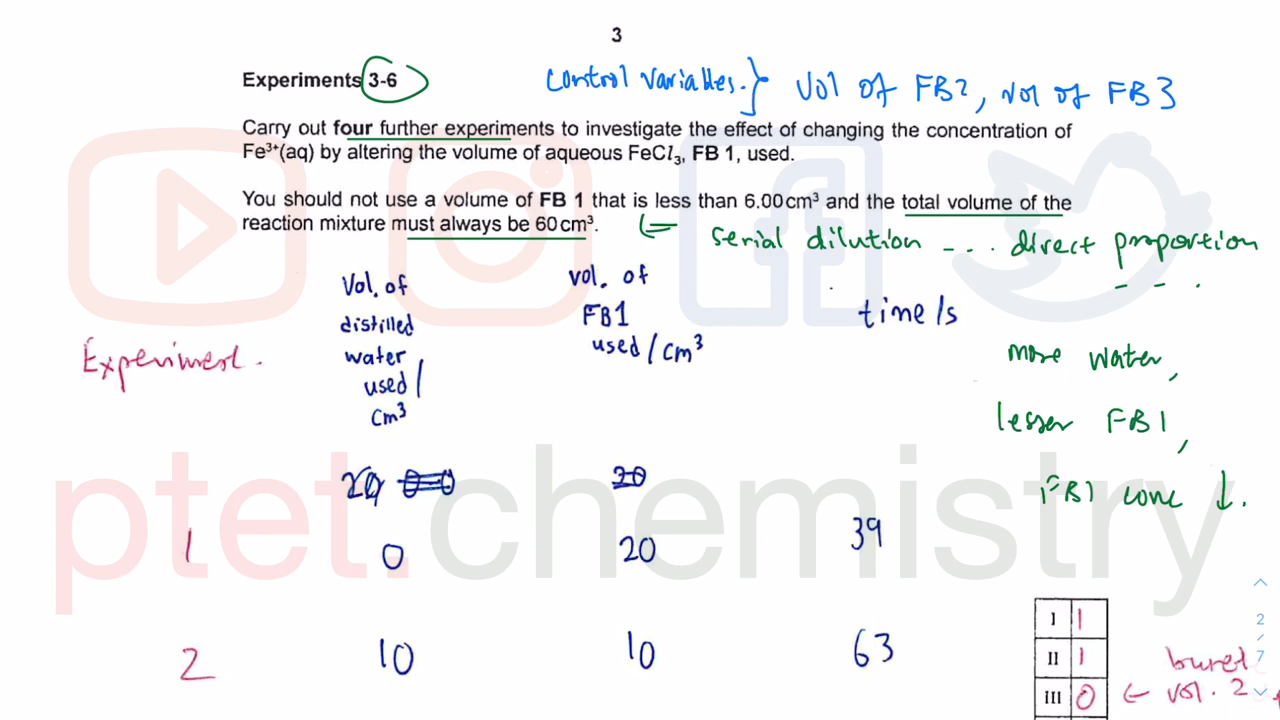 3
Experiments 3-6
Control Variables. } Vol of FB2, vol of FB3
Carry out four further experiments to investigate the effect of changing the concentration of
Fe³⁺(aq) by altering the volume of aqueous FeCl₃, FB 1, used.
You should not use a volume of FB 1 that is less than 6.00 cm³ and the total volume of the
reaction mixture must always be 60 cm³.
serial dilution --. direct proportion
- - .
Experiment.
Vol. of
distilled
water
used /
cm³
vol. of
FB1
used / cm³
time/s
more water,
lesser FB1,
FB1 conc ↓.
20
1 0 20 39
2 10 10 63
ptet.chemistry
I 1
II 1
III 0 ← vol. 2
2
/
7